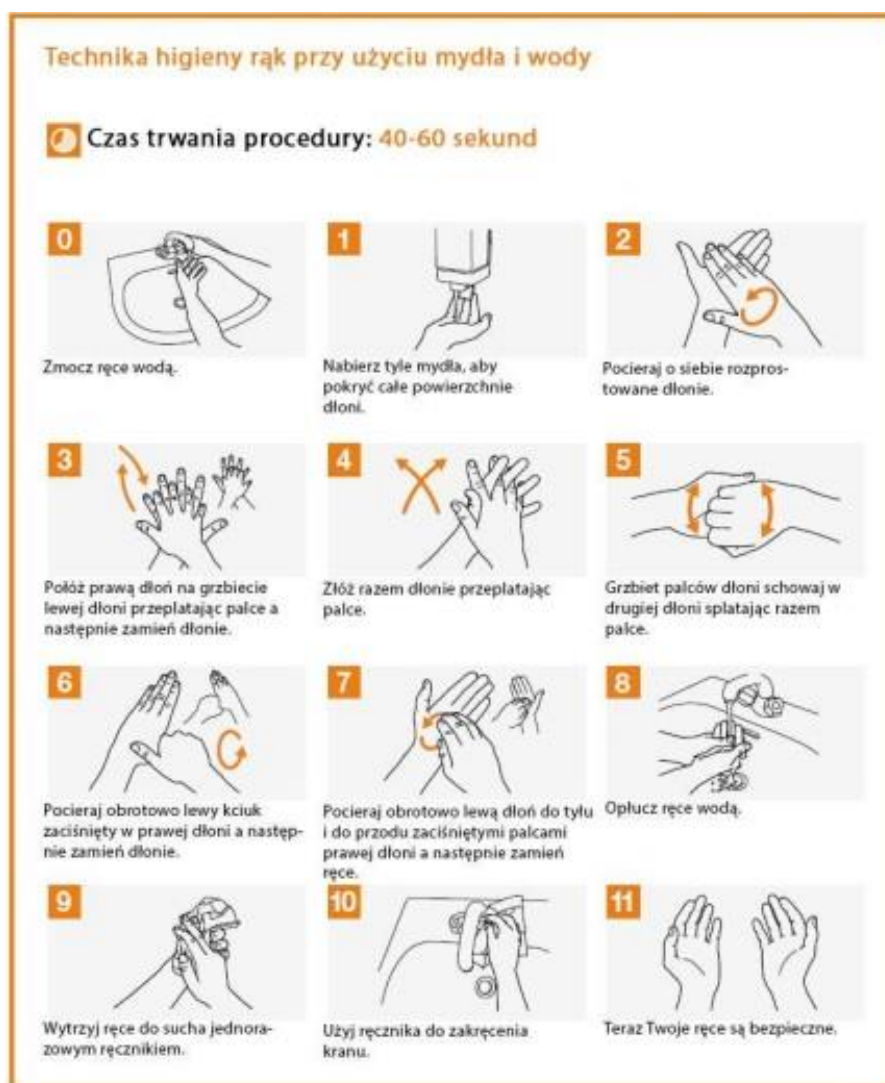 Technika higieny rąk przy użyciu mydła i wody
Czas trwania procedury: 40-60 sekund
0
Zmocz ręce wodą.
1
Nabierz tyle mydła, aby
pokryć całe powierzchnie
dłoni.
2
Pocieraj o siebie rozpros-
towane dłonie.
3
Połóż prawą dłoń na grzbiecie
lewej dłoni przeplatając palce a
następnie zamień dłonie.
4
Złóż razem dłonie przeplatając
palce.
5
Grzbiet palców dłoni schowaj w
drugiej dłoni splatając razem
palce.
6
Pocieraj obrotowo lewy kciuk
zaciśnięty w prawej dłoni a następ-
nie zamień dłonie.
7
Pocieraj obrotowo lewą dłoń do tyłu
i do przodu zaciśniętymi palcami
prawej dłoni a następnie zamień
ręce.
8
Opłucz ręce wodą.
9
Wytrzyj ręce do sucha jednora-
zowym ręcznikiem.
10
Użyj ręcznika do zakręcenia
kranu.
11
Teraz Twoje ręce są bezpieczne.